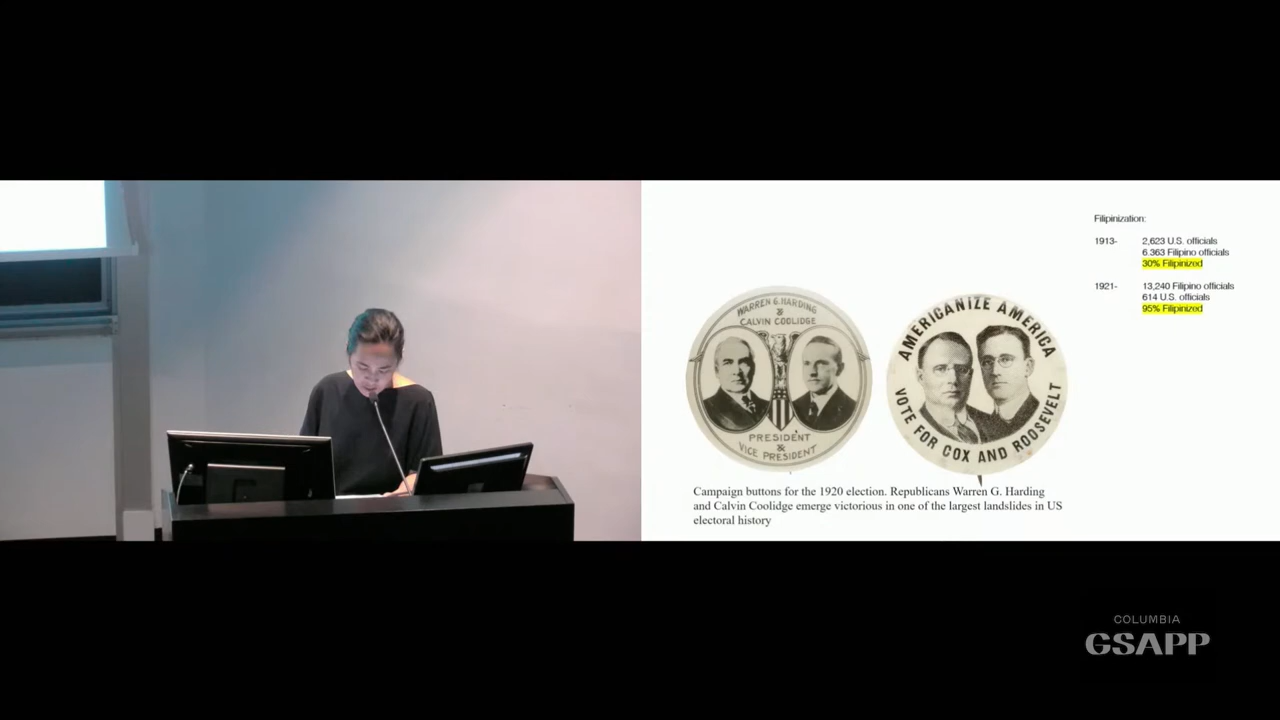 Filipinization:
1913- 2,623 U.S. officials
6.363 Filipino officials
30% Filipinized
1921- 13,240 Filipino officials
614 U.S. officials
95% Filipinized
WARREN G. HARDING
&
CALVIN COOLIDGE
PRESIDENT
&
VICE PRESIDENT
AMERICANIZE AMERICA
VOTE FOR COX AND ROOSEVELT
Campaign buttons for the 1920 election. Republicans Warren G. Harding
and Calvin Coolidge emerge victorious in one of the largest landslides in US
electoral history
COLUMBIA
GSAPP